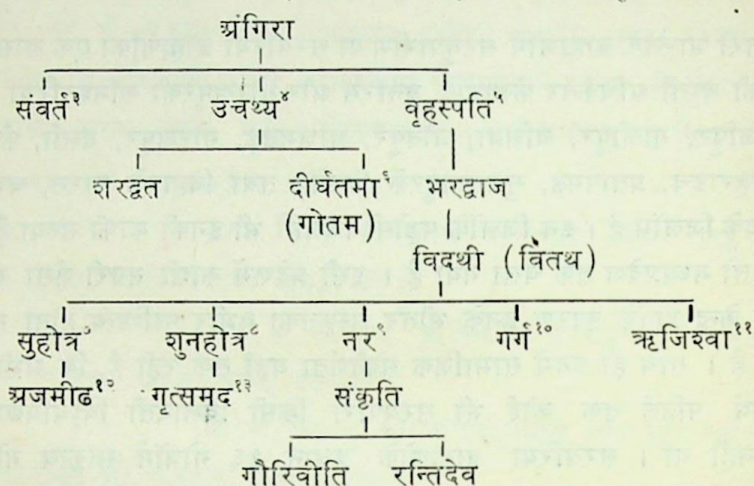 अंगिरा
संवर्त३ उचथ्य४ वृहस्पति५
शरद्वत दीर्घतमा६ भरद्वाज
(गोतम)
विदथी (वितथ)
सुहोत्र७ शुनहोत्र८ नर९ गर्ग१० ऋजिश्वा११
अजमीढ१२ गृत्समद१३ संकृति
गौरिवीति रन्तिदेव